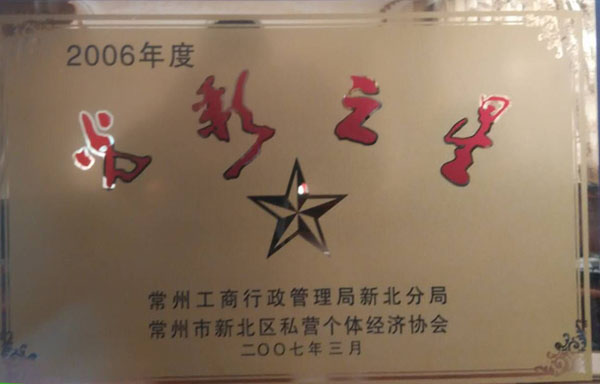 2006年度
光彩之星
常州工商行政管理局新北分局
常州市新北区私营个体经济协会
二〇〇七年三月